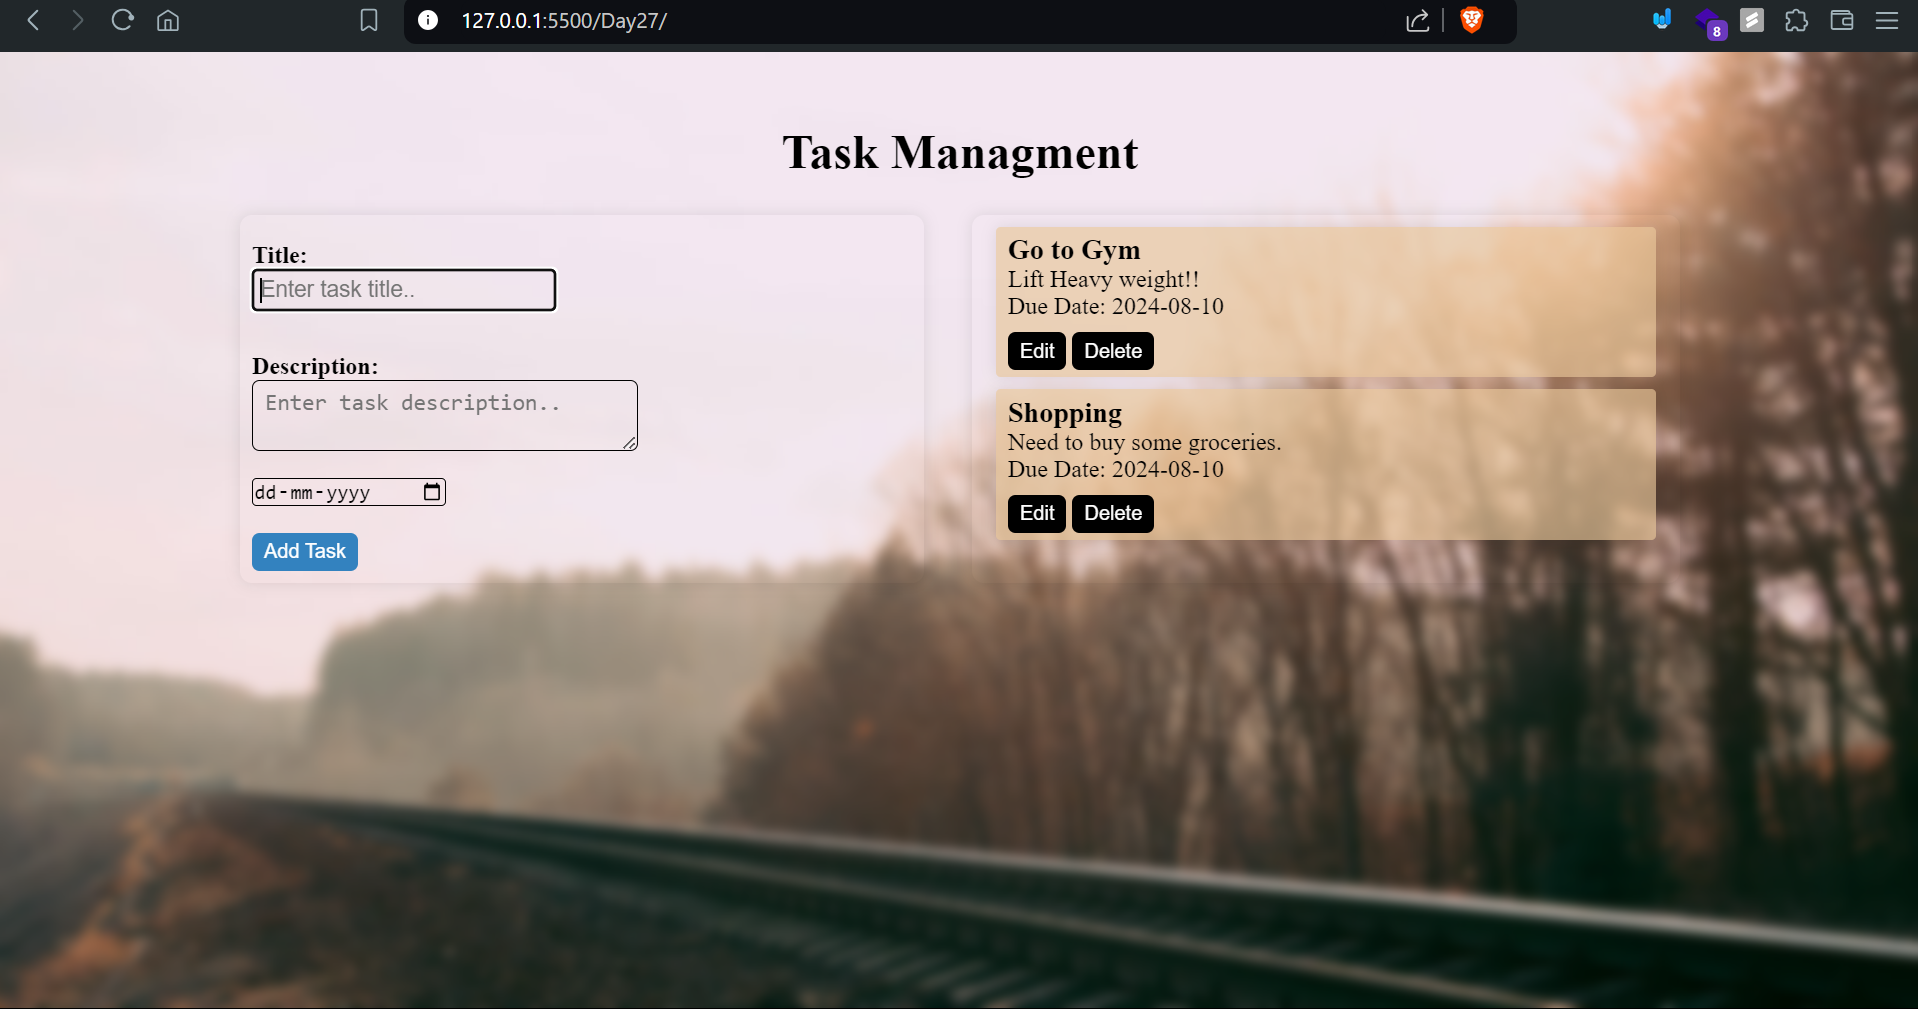 127.0.0.1:5500/Day27/
8
Task Managment
Title:
Enter task title..
Description:
Enter task description..
dd-mm-yyyy
Add Task
Go to Gym
Lift Heavy weight!!
Due Date: 2024-08-10
Edit Delete
Shopping
Need to buy some groceries.
Due Date: 2024-08-10
Edit Delete